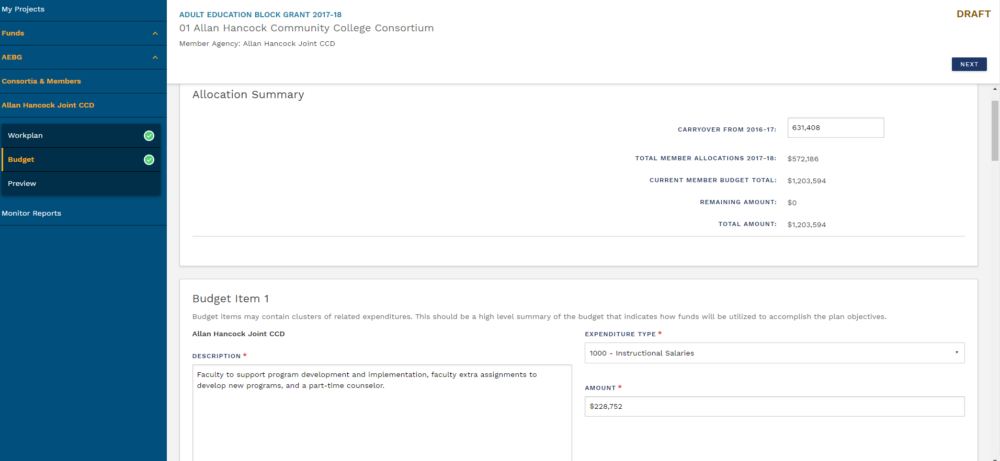 My Projects
Funds
AEBG
Consortia & Members
Allan Hancock Joint CCD
Workplan
Budget
Preview
Monitor Reports
ADULT EDUCATION BLOCK GRANT 2017-18
DRAFT
01 Allan Hancock Community College Consortium
Member Agency: Allan Hancock Joint CCD
NEXT
Allocation Summary
CARRYOVER FROM 2016-17: 631,408
TOTAL MEMBER ALLOCATIONS 2017-18: $572,186
CURRENT MEMBER BUDGET TOTAL: $1,203,594
REMAINING AMOUNT: $0
TOTAL AMOUNT: $1,203,594
Budget Item 1
Budget items may contain clusters of related expenditures. This should be a high level summary of the budget that indicates how funds will be utilized to accomplish the plan objectives.
Allan Hancock Joint CCD
DESCRIPTION *
Faculty to support program development and implementation, faculty extra assignments to
develop new programs, and a part-time counselor.
EXPENDITURE TYPE *
1000 - Instructional Salaries
AMOUNT *
$228,752